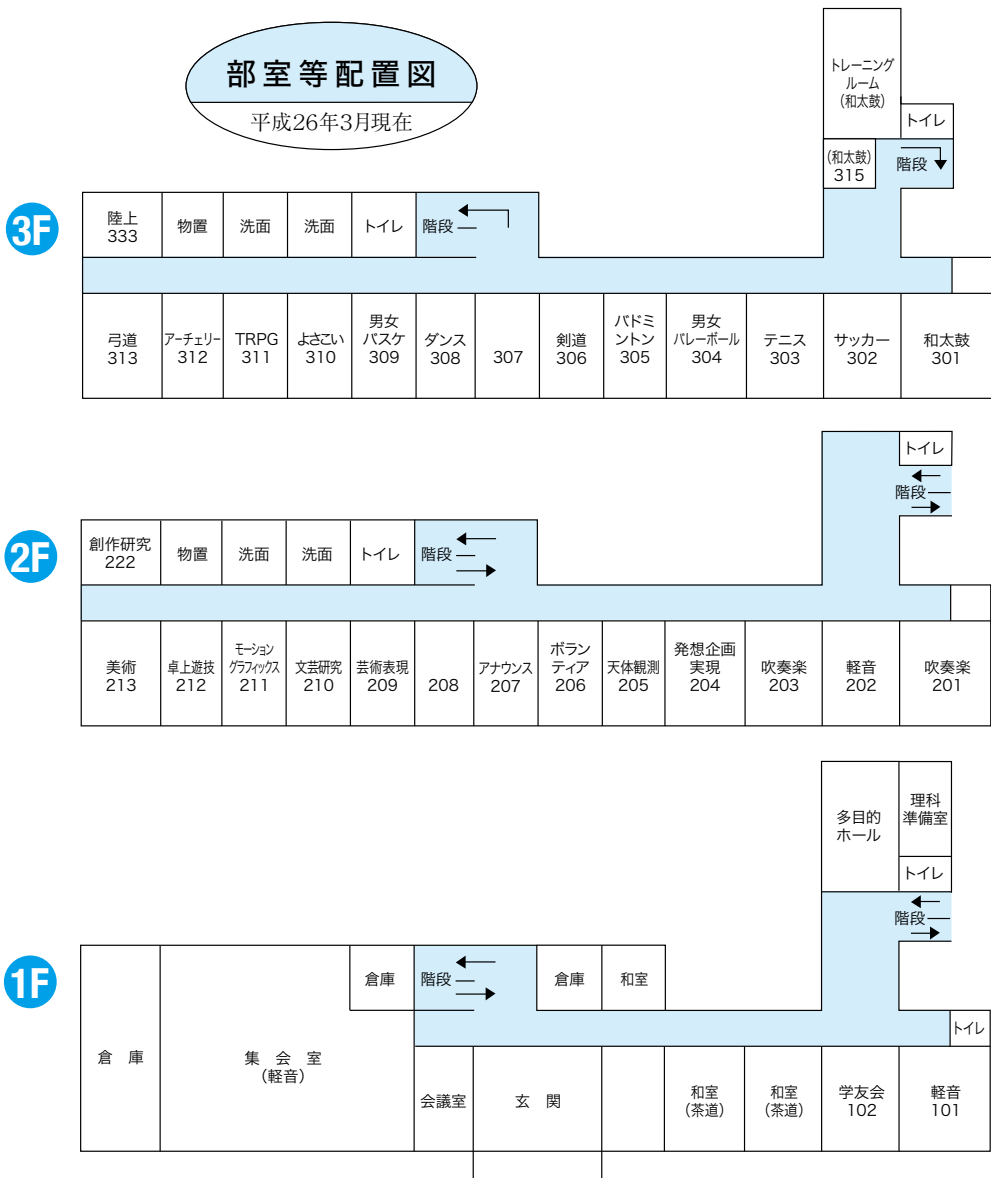 部室等配置図
平成26年3月現在
トレーニング
ルーム
(和太鼓)
トイレ
(和太鼓)
315
階段
3F
陸上
333
物置
洗面
洗面
トイレ
階段
弓道
313
アーチェリー
312
TRPG
311
よさこい
310
男女
バスケ
309
ダンス
308
307
剣道
306
バドミ
ントン
305
男女
バレーボール
304
テニス
303
サッカー
302
和太鼓
301
トイレ
階段
2F
創作研究
222
物置
洗面
洗面
トイレ
階段
美術
213
卓上遊技
212
モーション
グラフィックス
211
文芸研究
210
芸術表現
209
208
アナウンス
207
ボラン
ティア
206
天体観測
205
発想企画
実現
204
吹奏楽
203
軽音
202
吹奏楽
201
多目的
ホール
理科
準備室
トイレ
階段
1F
倉庫
集会室
(軽音)
倉庫
階段
倉庫
和室
トイレ
会議室
玄関
和室
(茶道)
和室
(茶道)
学友会
102
軽音
101